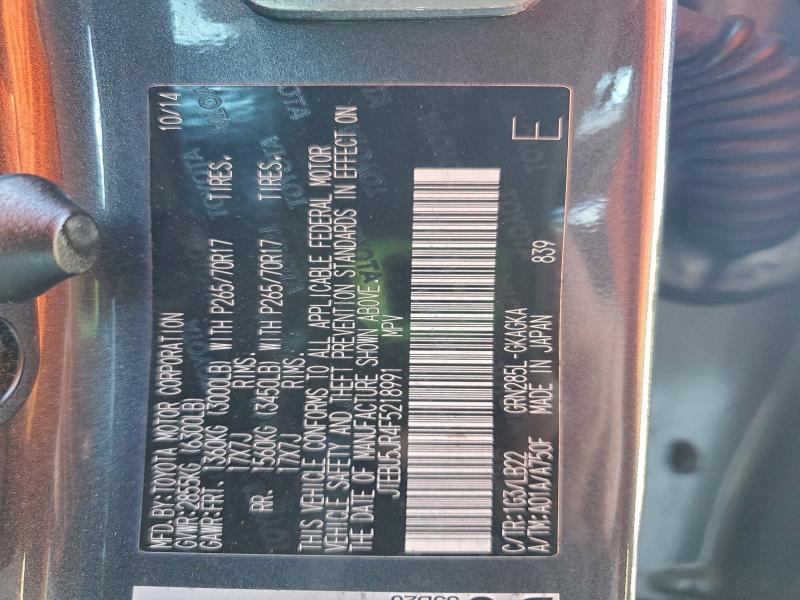 MFD. BY: TOYOTA MOTOR CORPORATION 10/14
GVWR: 2855KG (6300LB)
GAWR: FRT. 1360KG (3000LB) WITH P265/70R17 TIRES.
17X7J RIMS.
RR. 1560KG (3450LB) WITH P265/70R17 TIRES.
17X7J RIMS.
THIS VEHICLE CONFORMS TO ALL APPLICABLE FEDERAL MOTOR
VEHICLE SAFETY AND THEFT PREVENTION STANDARDS IN EFFECT ON
THE DATE OF MANUFACTURE SHOWN ABOVE.
JTEBU5JR4F5218991 MPV
C/TR: 1G3/LB22 GRN285L-GKAGKA
A/TM: A01A/A750F MADE IN JAPAN 839 E